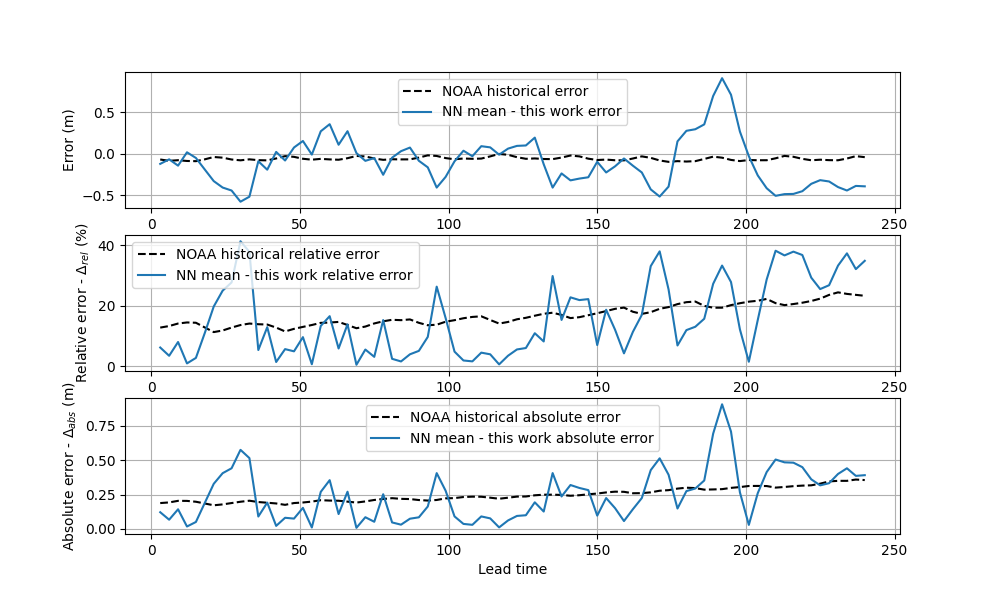 NOAA historical error
NN mean - this work error
Error (m)
0.5
0.0
−0.5
0 50 100 150 200 250
NOAA historical relative error
NN mean - this work relative error
Relative error - Δrel (%)
40
20
0
0 50 100 150 200 250
NOAA historical absolute error
NN mean - this work absolute error
Absolute error - Δabs (m)
0.75
0.50
0.25
0.00
0 50 100 150 200 250
Lead time